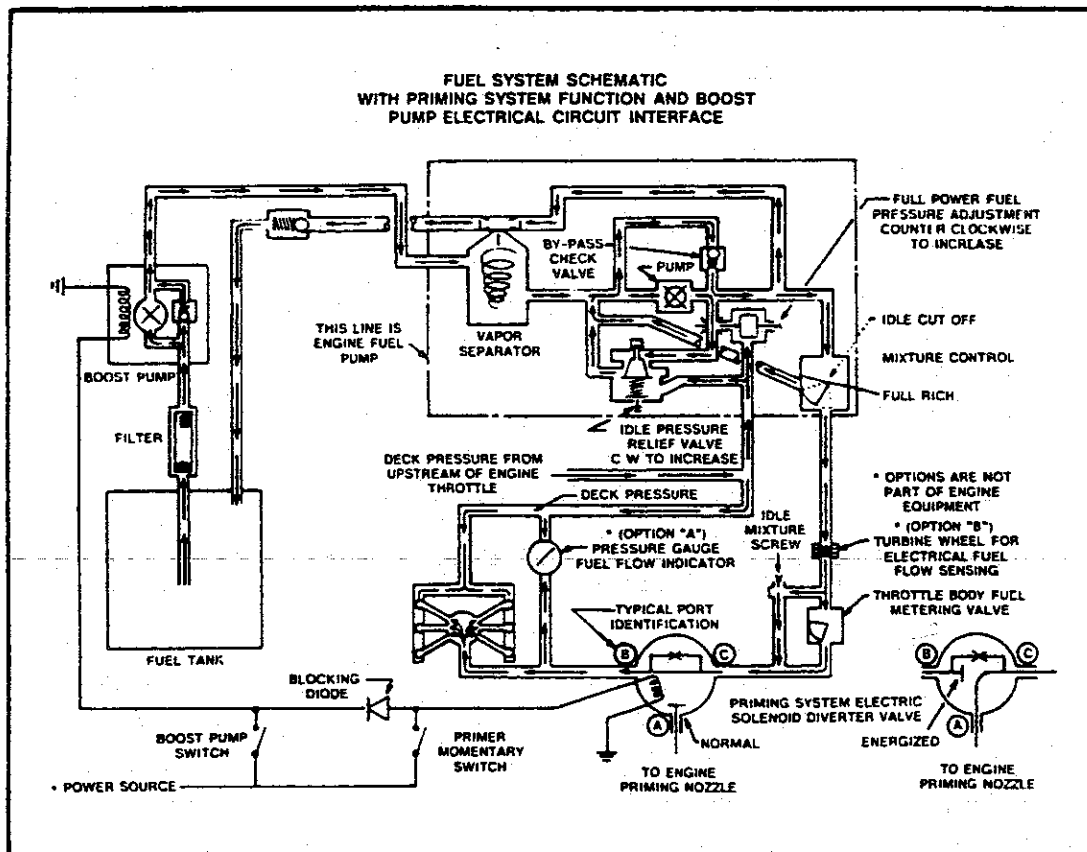 FUEL SYSTEM SCHEMATIC
WITH PRIMING SYSTEM FUNCTION AND BOOST
PUMP ELECTRICAL CIRCUIT INTERFACE
FULL POWER FUEL
PRESSURE ADJUSTMENT
COUNTER CLOCKWISE
TO INCREASE
BY-PASS
CHECK
VALVE
PUMP
IDLE CUT OFF
THIS LINE IS
ENGINE FUEL
PUMP
VAPOR
SEPARATOR
MIXTURE CONTROL
FULL RICH
BOOST PUMP
FILTER
IDLE PRESSURE
RELIEF VALVE
C W TO INCREASE
DECK PRESSURE FROM
UPSTREAM OF ENGINE
THROTTLE
DECK PRESSURE
* OPTIONS ARE NOT
PART OF ENGINE
EQUIPMENT
IDLE
MIXTURE
SCREW
* (OPTION "A")
PRESSURE GAUGE
FUEL FLOW INDICATOR
* (OPTION "B")
TURBINE WHEEL FOR
ELECTRICAL FUEL
FLOW SENSING
THROTTLE BODY FUEL
METERING VALVE
TYPICAL PORT
IDENTIFICATION
B
C
B
C
FUEL TANK
BLOCKING
DIODE
PRIMING SYSTEM ELECTRIC
SOLENOID DIVERTER VALVE
A
NORMAL
ENERGIZED
A
BOOST PUMP
SWITCH
PRIMER
MOMENTARY
SWITCH
TO ENGINE
PRIMING NOZZLE
TO ENGINE
PRIMING NOZZLE
* POWER SOURCE